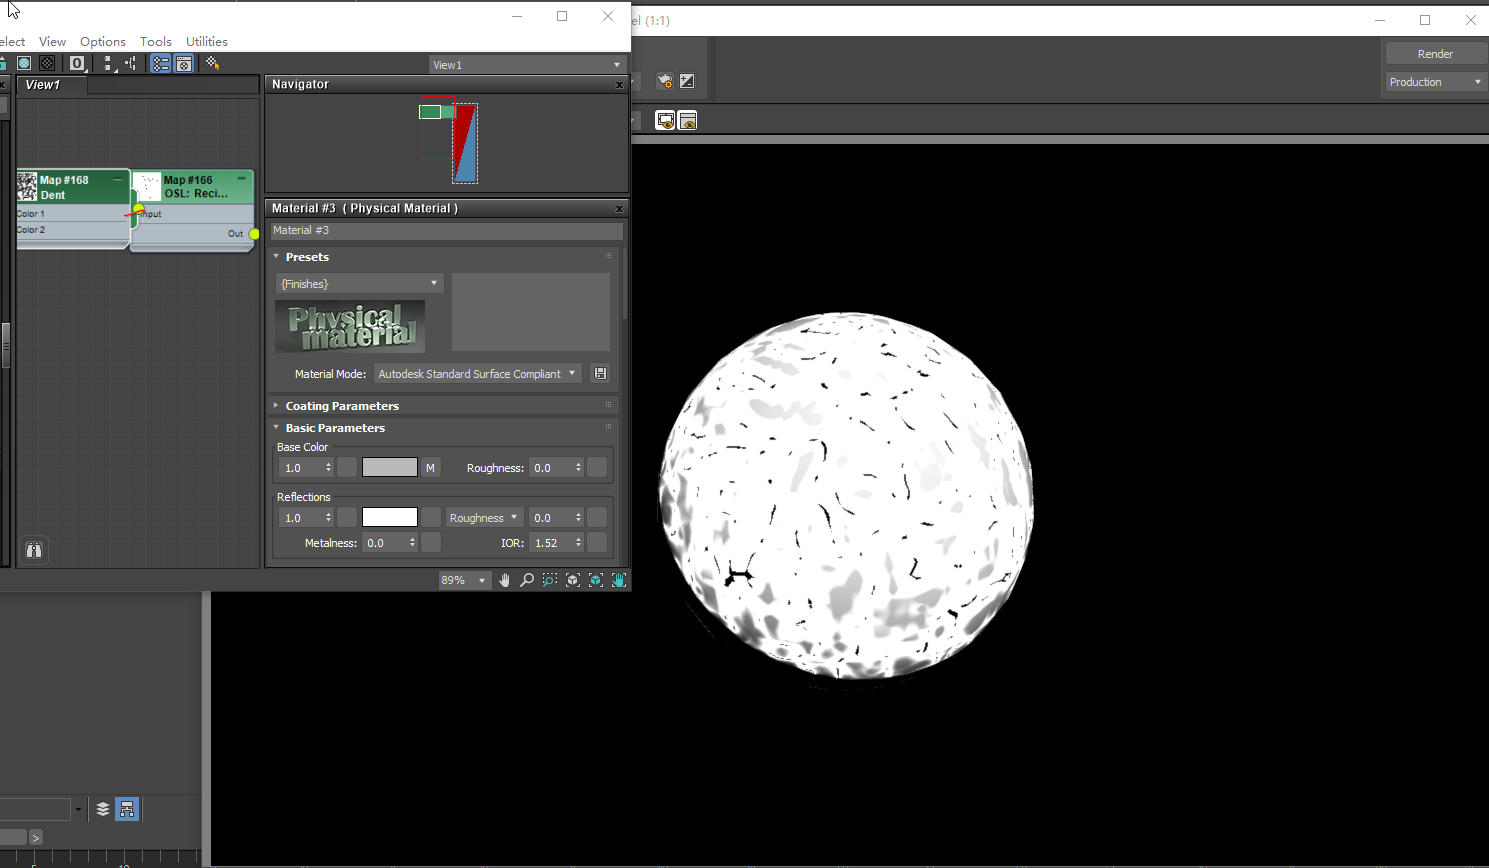 el (1:1)
elect View Options Tools Utilities
View1
Render
Production
View1
Navigator
Map #168
Dent
Color 1
Color 2
Map #166
OSL: Reci...
Input
Out
Material #3 ( Physical Material )
Material #3
Presets
{Finishes}
Physical
material
Material Mode: Autodesk Standard Surface Compliant
Coating Parameters
Basic Parameters
Base Color
1.0 M Roughness: 0.0
Reflections
1.0 Roughness 0.0
Metalness: 0.0 IOR: 1.52
89%
>